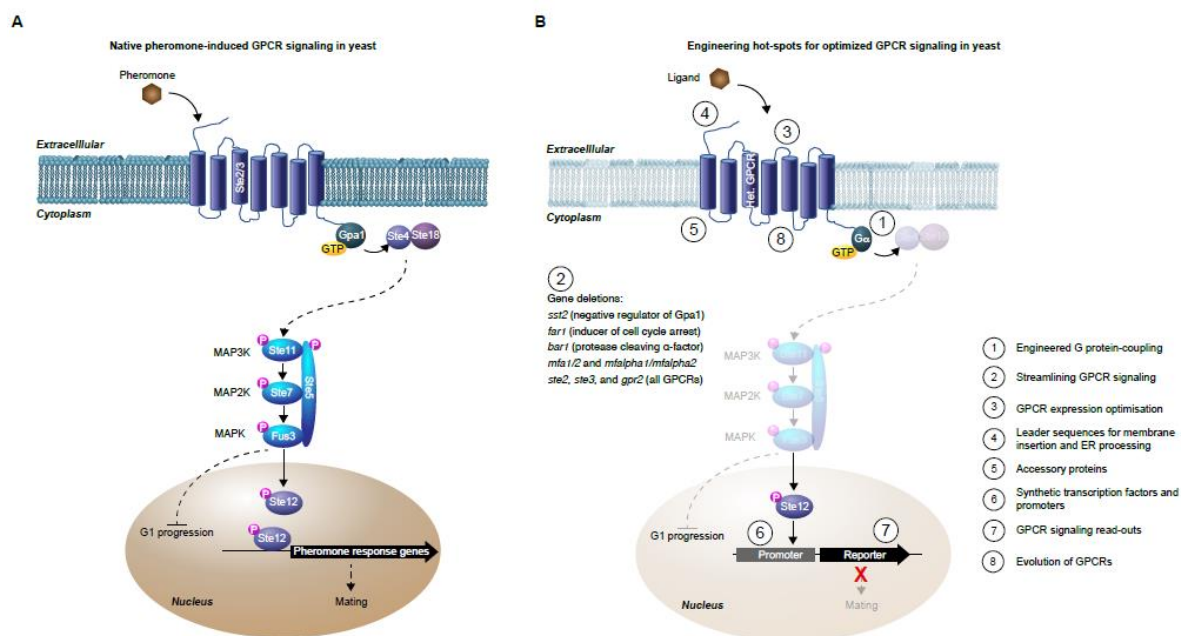 A
Native pheromone-induced GPCR signaling in yeast
Pheromone
Extracelllular
Ste2/3
Cytoplasm
Gpa1
GTP
Ste4
Ste18
MAP3K
P
Ste11
P
MAP2K
P
Ste7
Ste5
MAPK
P
Fus3
P
Ste12
G1 progression
P
Ste12
Pheromone response genes
Nucleus
Mating
B
Engineering hot-spots for optimized GPCR signaling in yeast
Ligand
4
3
Extracelllular
Het. GPCR
Cytoplasm
5
8
Gα
1
GTP
2
Gene deletions:
sst2 (negative regulator of Gpa1)
far1 (inducer of cell cycle arrest)
bar1 (protease cleaving α-factor)
mfa1/2 and mfalpha1/mfalpha2
ste2, ste3, and gpr2 (all GPCRs)
MAP3K
MAP2K
MAPK
P
Ste12
G1 progression
6
7
Promoter
Reporter
X
Mating
Nucleus
1 Engineered G protein-coupling
2 Streamlining GPCR signaling
3 GPCR expression optimisation
4 Leader sequences for membrane
insertion and ER processing
5 Accessory proteins
6 Synthetic transcription factors and
promoters
7 GPCR signaling read-outs
8 Evolution of GPCRs